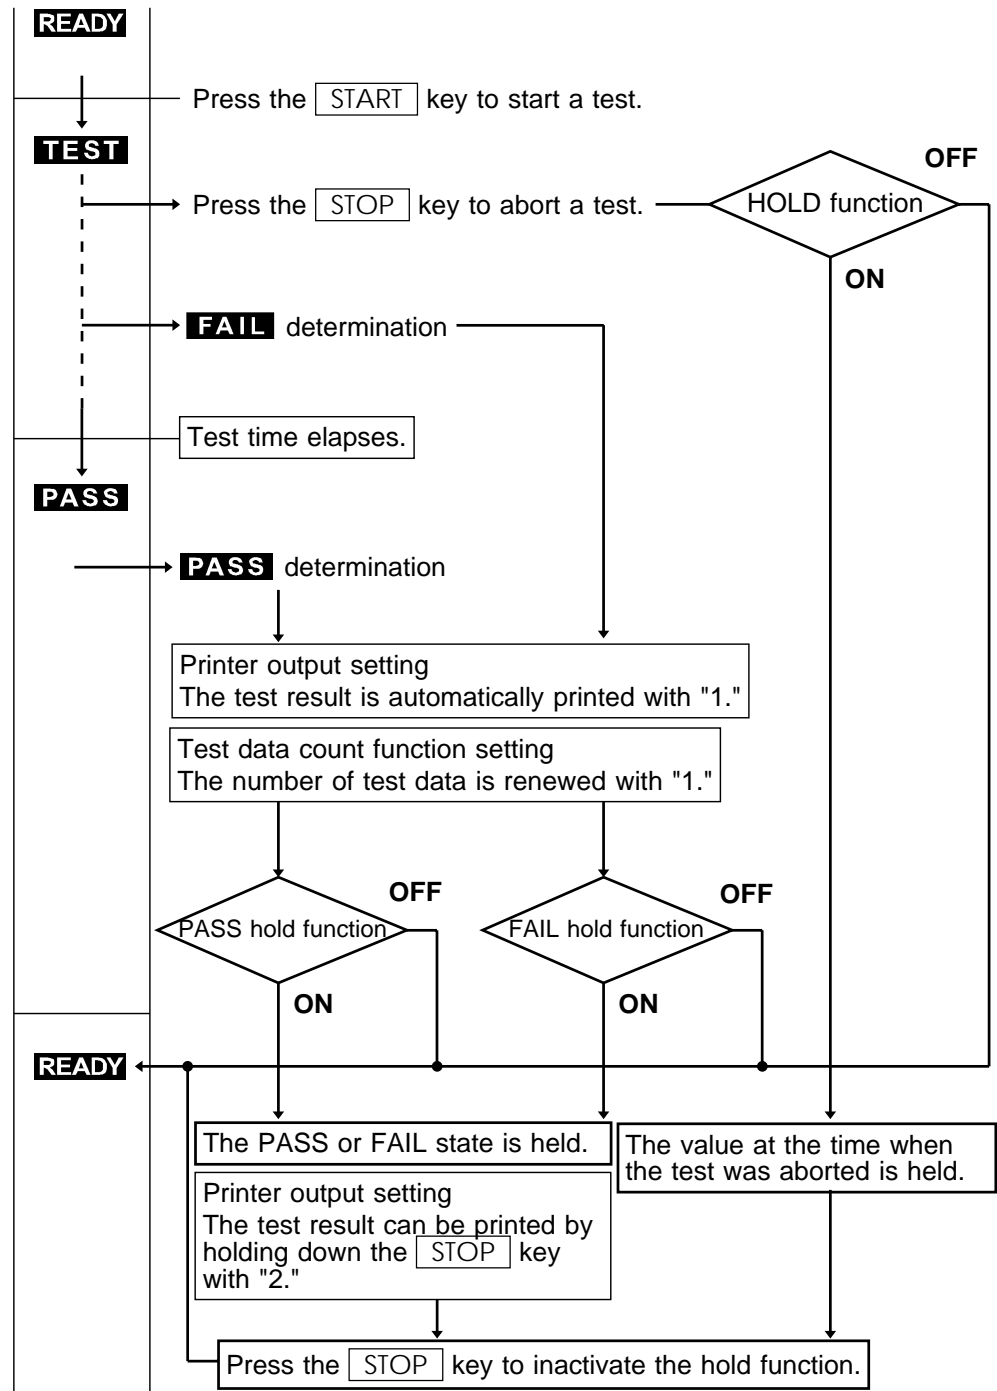 READY
Press the START key to start a test.
TEST
OFF
Press the STOP key to abort a test.
HOLD function
ON
FAIL determination
Test time elapses.
PASS
PASS determination
Printer output setting
The test result is automatically printed with "1."
Test data count function setting
The number of test data is renewed with "1."
OFF
OFF
PASS hold function
FAIL hold function
ON
ON
READY
The PASS or FAIL state is held.
The value at the time when
the test was aborted is held.
Printer output setting
The test result can be printed by
holding down the STOP key
with "2."
Press the STOP key to inactivate the hold function.